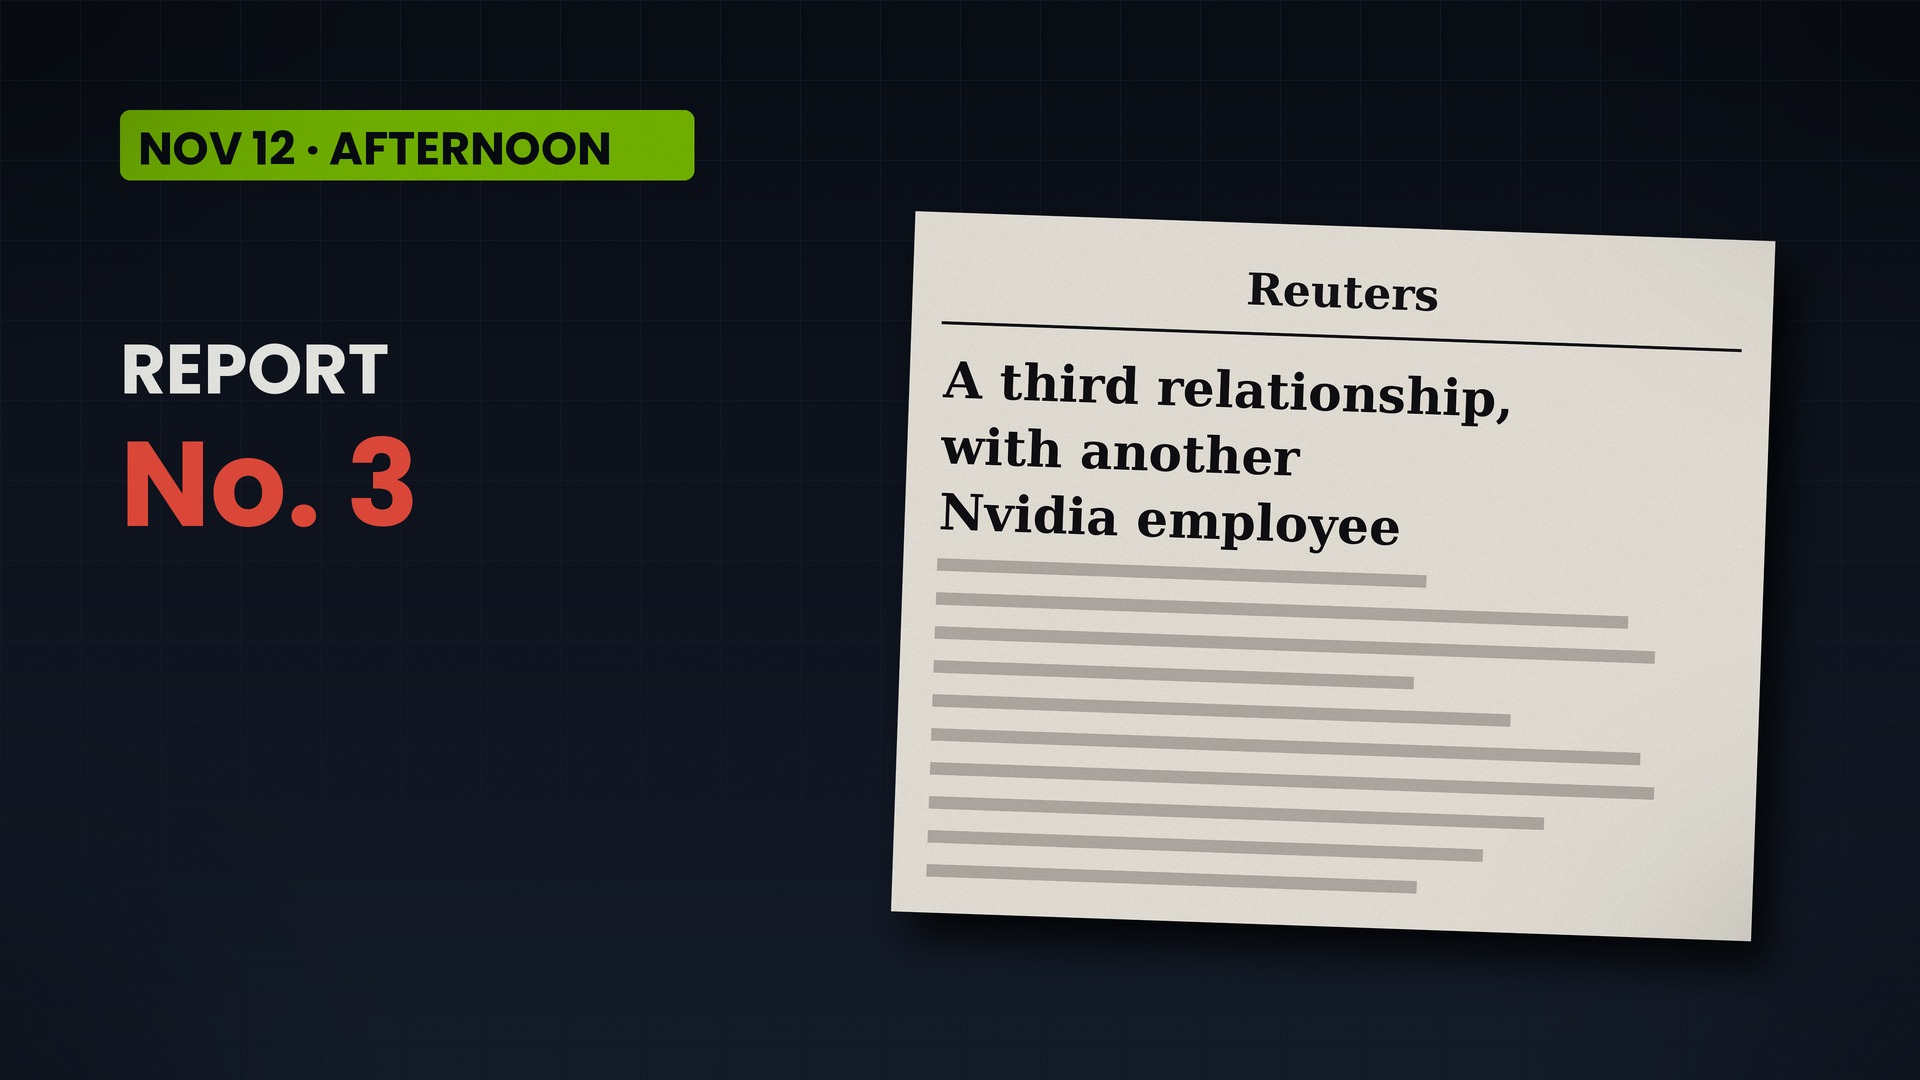 NOV 12 · AFTERNOON
REPORT
No. 3
Reuters
A third relationship,
with another
Nvidia employee